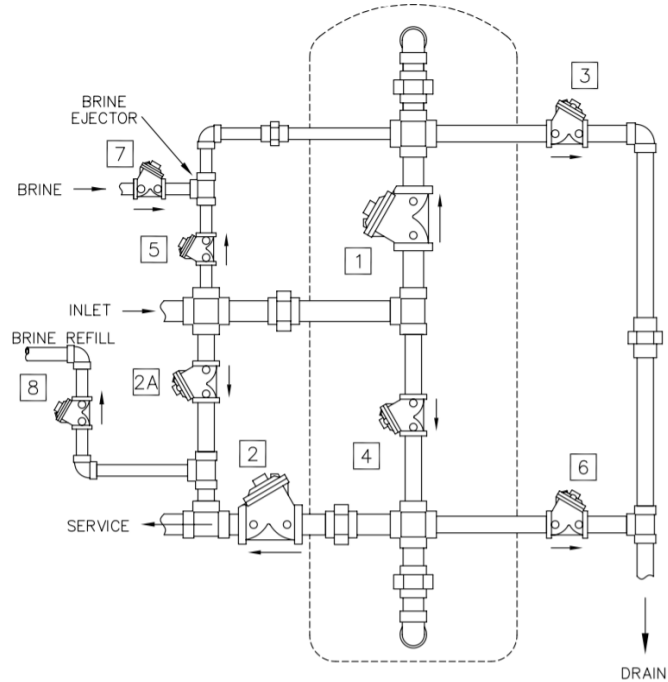 3
BRINE
EJECTOR
7
BRINE
5
1
INLET
BRINE REFILL
2A
8
2
4
6
SERVICE
DRAIN